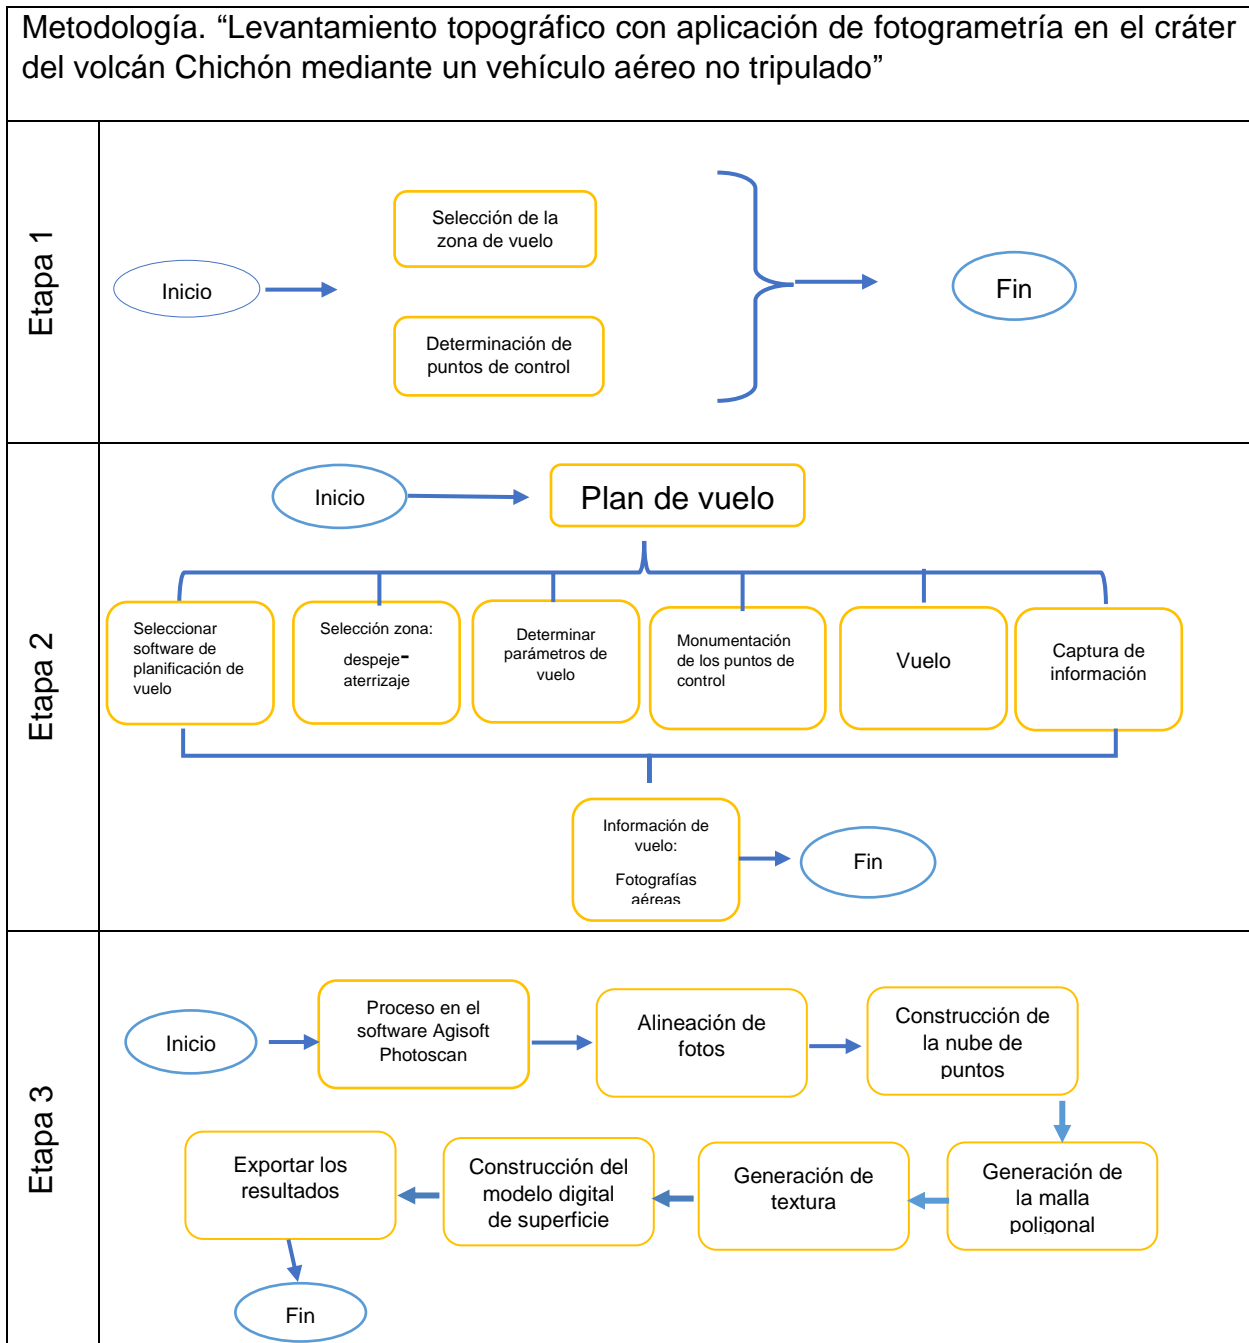 Metodología. “Levantamiento topográfico con aplicación de fotogrametría en el cráter
del volcán Chichón mediante un vehículo aéreo no tripulado”
Etapa 1
Inicio
Selección de la
zona de vuelo
Determinación de
puntos de control
Fin
Etapa 2
Inicio
Plan de vuelo
Seleccionar
software de
planificación de
vuelo
Selección zona:
despeje-
aterrizaje
Determinar
parámetros de
vuelo
Monumentación
de los puntos de
control
Vuelo
Captura de
información
Información de
vuelo:
Fotografías
aéreas
Fin
Etapa 3
Inicio
Proceso en el
software Agisoft
Photoscan
Alineación de
fotos
Construcción de
la nube de
puntos
Generación de
la malla
poligonal
Generación de
textura
Construcción del
modelo digital
de superficie
Exportar los
resultados
Fin